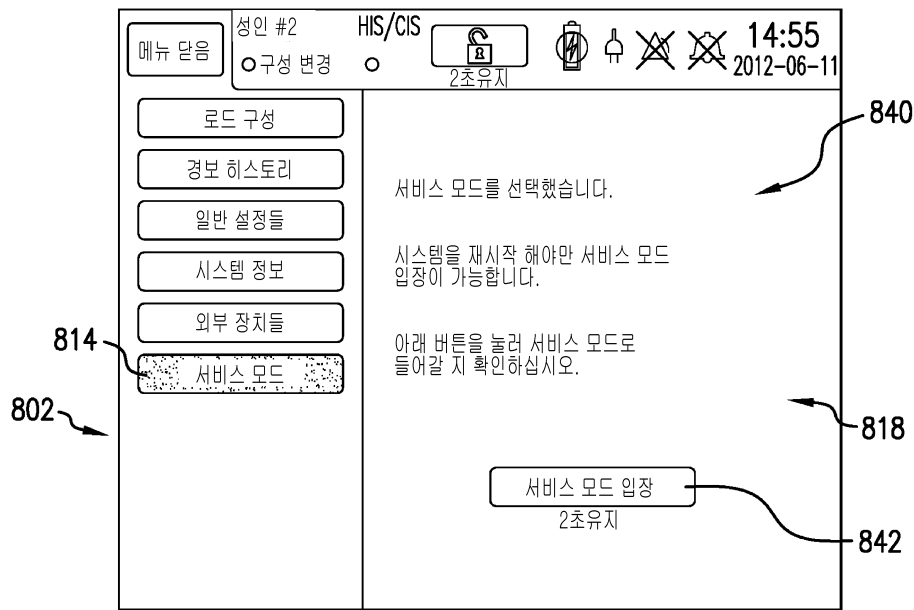 메뉴 닫음
성인 #2
구성 변경
HIS/CIS
2초유지
14:55
2012-06-11
로드 구성
경보 히스토리
일반 설정들
시스템 정보
외부 장치들
서비스 모드
서비스 모드를 선택했습니다.
시스템을 재시작 해야만 서비스 모드
입장이 가능합니다.
아래 버튼을 눌러 서비스 모드로
들어갈 지 확인하십시오.
서비스 모드 입장
2초유지
840
814
802
818
842